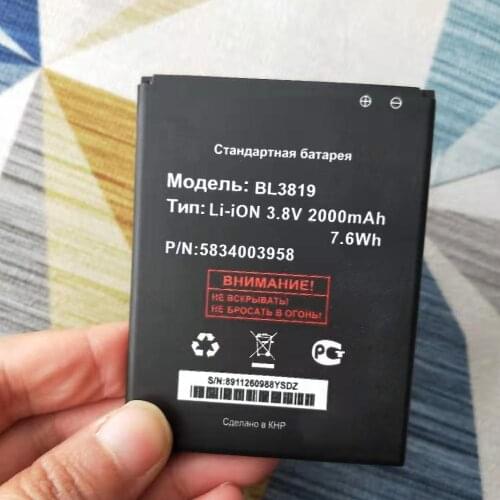 Стандартная батарея
Модель: BL3819
Тип: Li-iON 3.8V 2000mAh
7.6Wh
P/N:5834003958
ВНИМАНИЕ!
НЕ ВСКРЫВАТЬ!
НЕ БРОСАТЬ В ОГОНЬ!
РС
S/N:8911260988YSDZ
Сделано в КНР